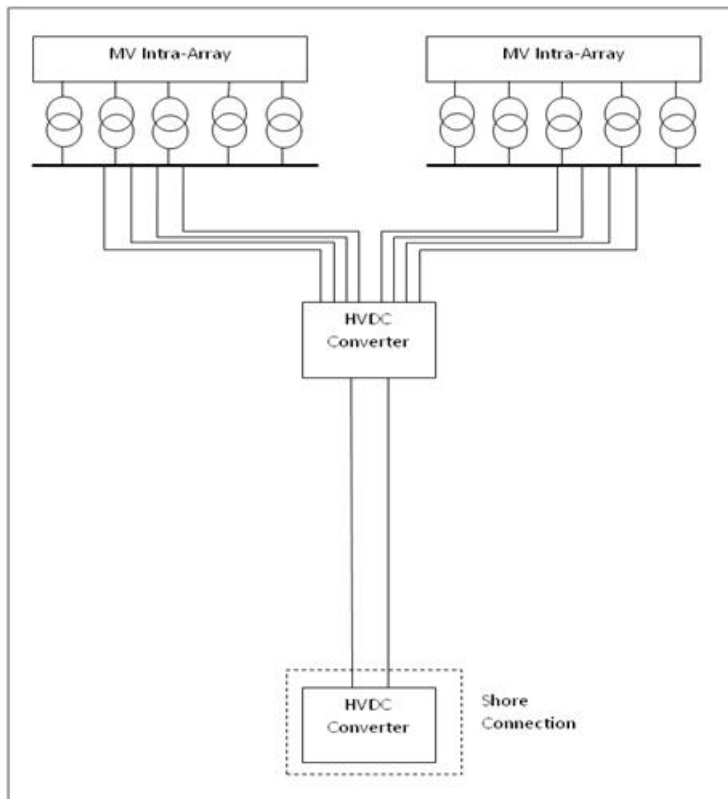 MV Intra-Array
MV Intra-Array
HVDC
Converter
HVDC
Converter
Shore
Connection